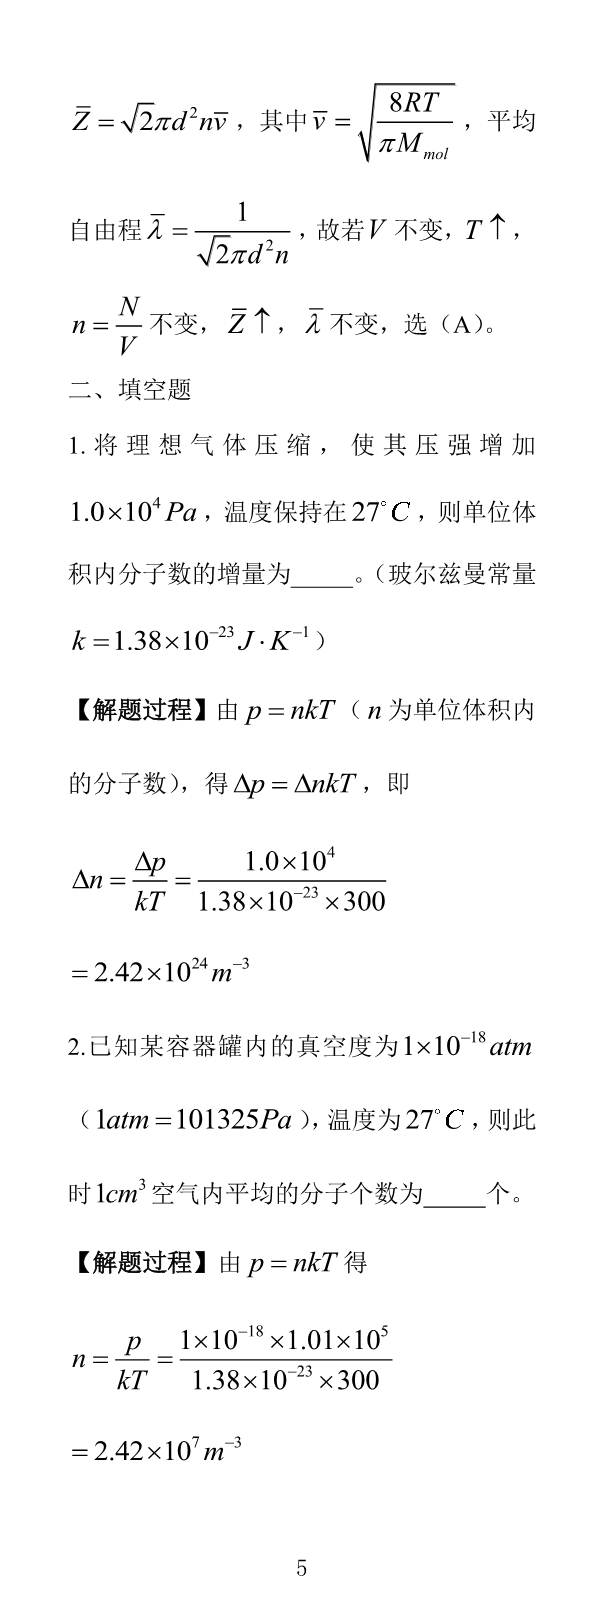 $\overline{Z}=\sqrt{2}\pi d^{2}n\overline{v}$，其中$\overline{v}=\sqrt{\dfrac{8RT}{\pi M_{mol}}}$，平均
自由程$\overline{\lambda}=\dfrac{1}{\sqrt{2}\pi d^{2}n}$，故若$V$不变，$T\uparrow$，
$n=\dfrac{N}{V}$不变，$\overline{Z}\uparrow$，$\overline{\lambda}$不变，选（A）。
二、填空题
1. 将理想气体压缩，使其压强增加
$1.0\times10^{4}Pa$，温度保持在$27^{\circ}C$，则单位体
积内分子数的增量为_____。（玻尔兹曼常量
$k=1.38\times10^{-23}J\cdot K^{-1}$）
【解题过程】由$p=nkT$（$n$为单位体积内
的分子数），得$\Delta p=\Delta nkT$，即
$\Delta n=\dfrac{\Delta p}{kT}=\dfrac{1.0\times10^{4}}{1.38\times10^{-23}\times300}$
$=2.42\times10^{24}m^{-3}$
2.已知某容器罐内的真空度为$1\times10^{-18}atm$
（$1atm=101325Pa$），温度为$27^{\circ}C$，则此
时$1cm^{3}$空气内平均的分子个数为_____个。
【解题过程】由$p=nkT$得
$n=\dfrac{p}{kT}=\dfrac{1\times10^{-18}\times1.01\times10^{5}}{1.38\times10^{-23}\times300}$
$=2.42\times10^{7}m^{-3}$
5